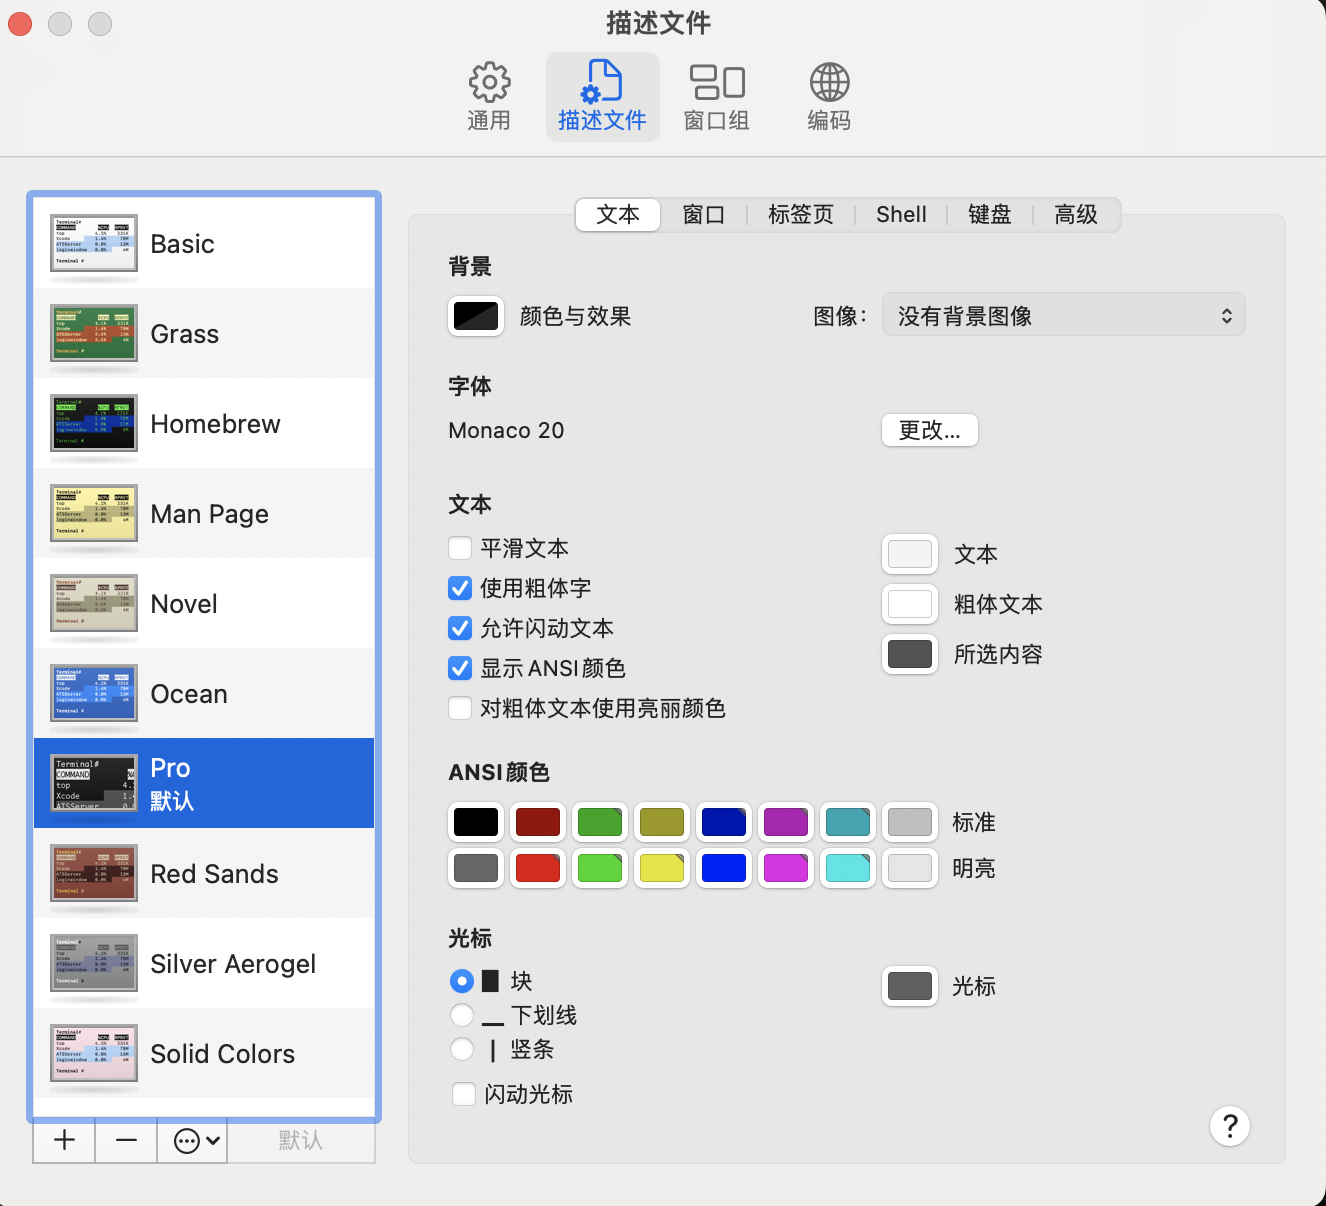 描述文件
通用
描述文件
窗口组
编码
Basic
Grass
Homebrew
Man Page
Novel
Ocean
Pro
默认
Red Sands
Silver Aerogel
Solid Colors
默认
文本
窗口
标签页
Shell
键盘
高级
背景
颜色与效果
图像：
没有背景图像
字体
Monaco 20
更改...
文本
平滑文本
使用粗体字
允许闪动文本
显示 ANSI 颜色
对粗体文本使用亮丽颜色
文本
粗体文本
所选内容
ANSI 颜色
标准
明亮
光标
块
下划线
竖条
闪动光标
光标
?